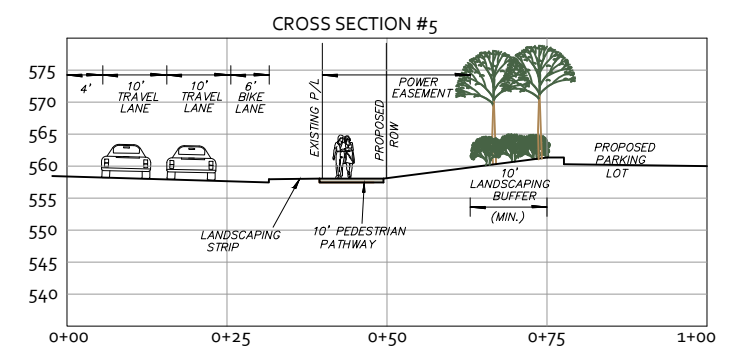 CROSS SECTION #5
575
570
565
560
555
550
545
540
4'
10'
TRAVEL
LANE
10'
TRAVEL
LANE
6'
BIKE
LANE
EXISTING P/L
PROPOSED
ROW
POWER
EASEMENT
PROPOSED
PARKING
LOT
10'
LANDSCAPING
BUFFER
(MIN.)
LANDSCAPING
STRIP
10' PEDESTRIAN
PATHWAY
0+00
0+25
0+50
0+75
1+00